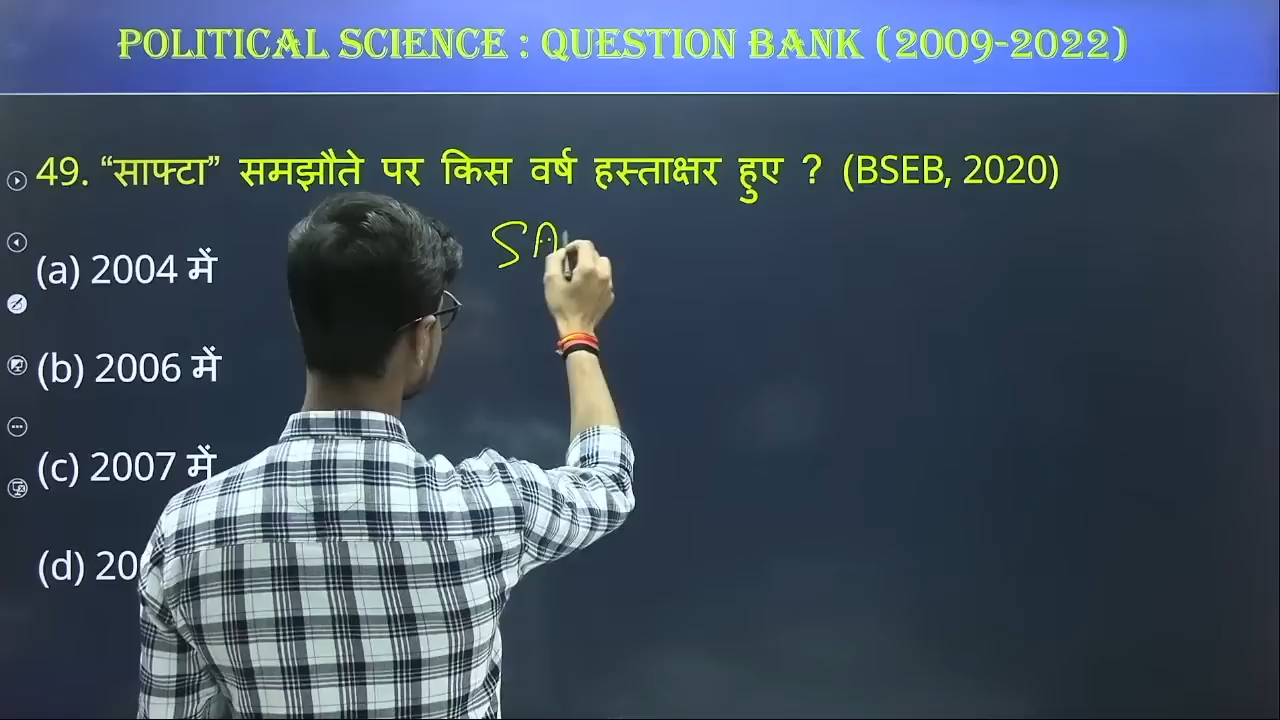 POLITICAL SCIENCE : QUESTION BANK (2009-2022)
49. “साफ्टा” समझौते पर किस वर्ष हस्ताक्षर हुए ? (BSEB, 2020)
SA
(a) 2004 में
(b) 2006 में
(c) 2007 में
(d)